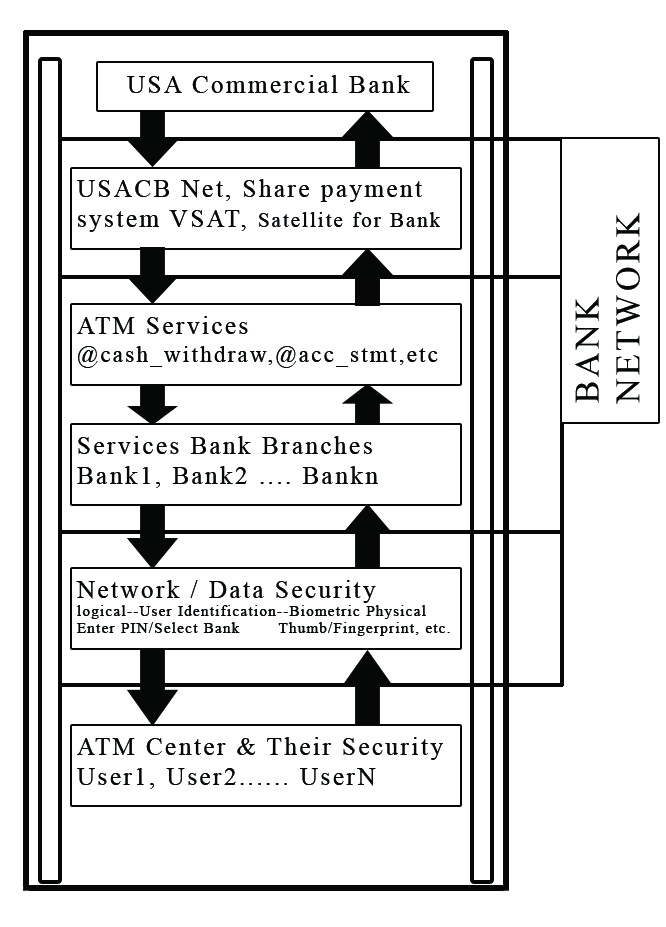 USA Commercial Bank
USACB Net, Share payment
system VSAT, Satellite for Bank
ATM Services
@cash_withdraw,@acc_stmt,etc
Services Bank Branches
Bank1, Bank2 .... Bankn
Network / Data Security
logical--User Identification--Biometric Physical
Enter PIN/Select Bank Thumb/Fingerprint, etc.
ATM Center & Their Security
User1, User2...... UserN
BANK
NETWORK